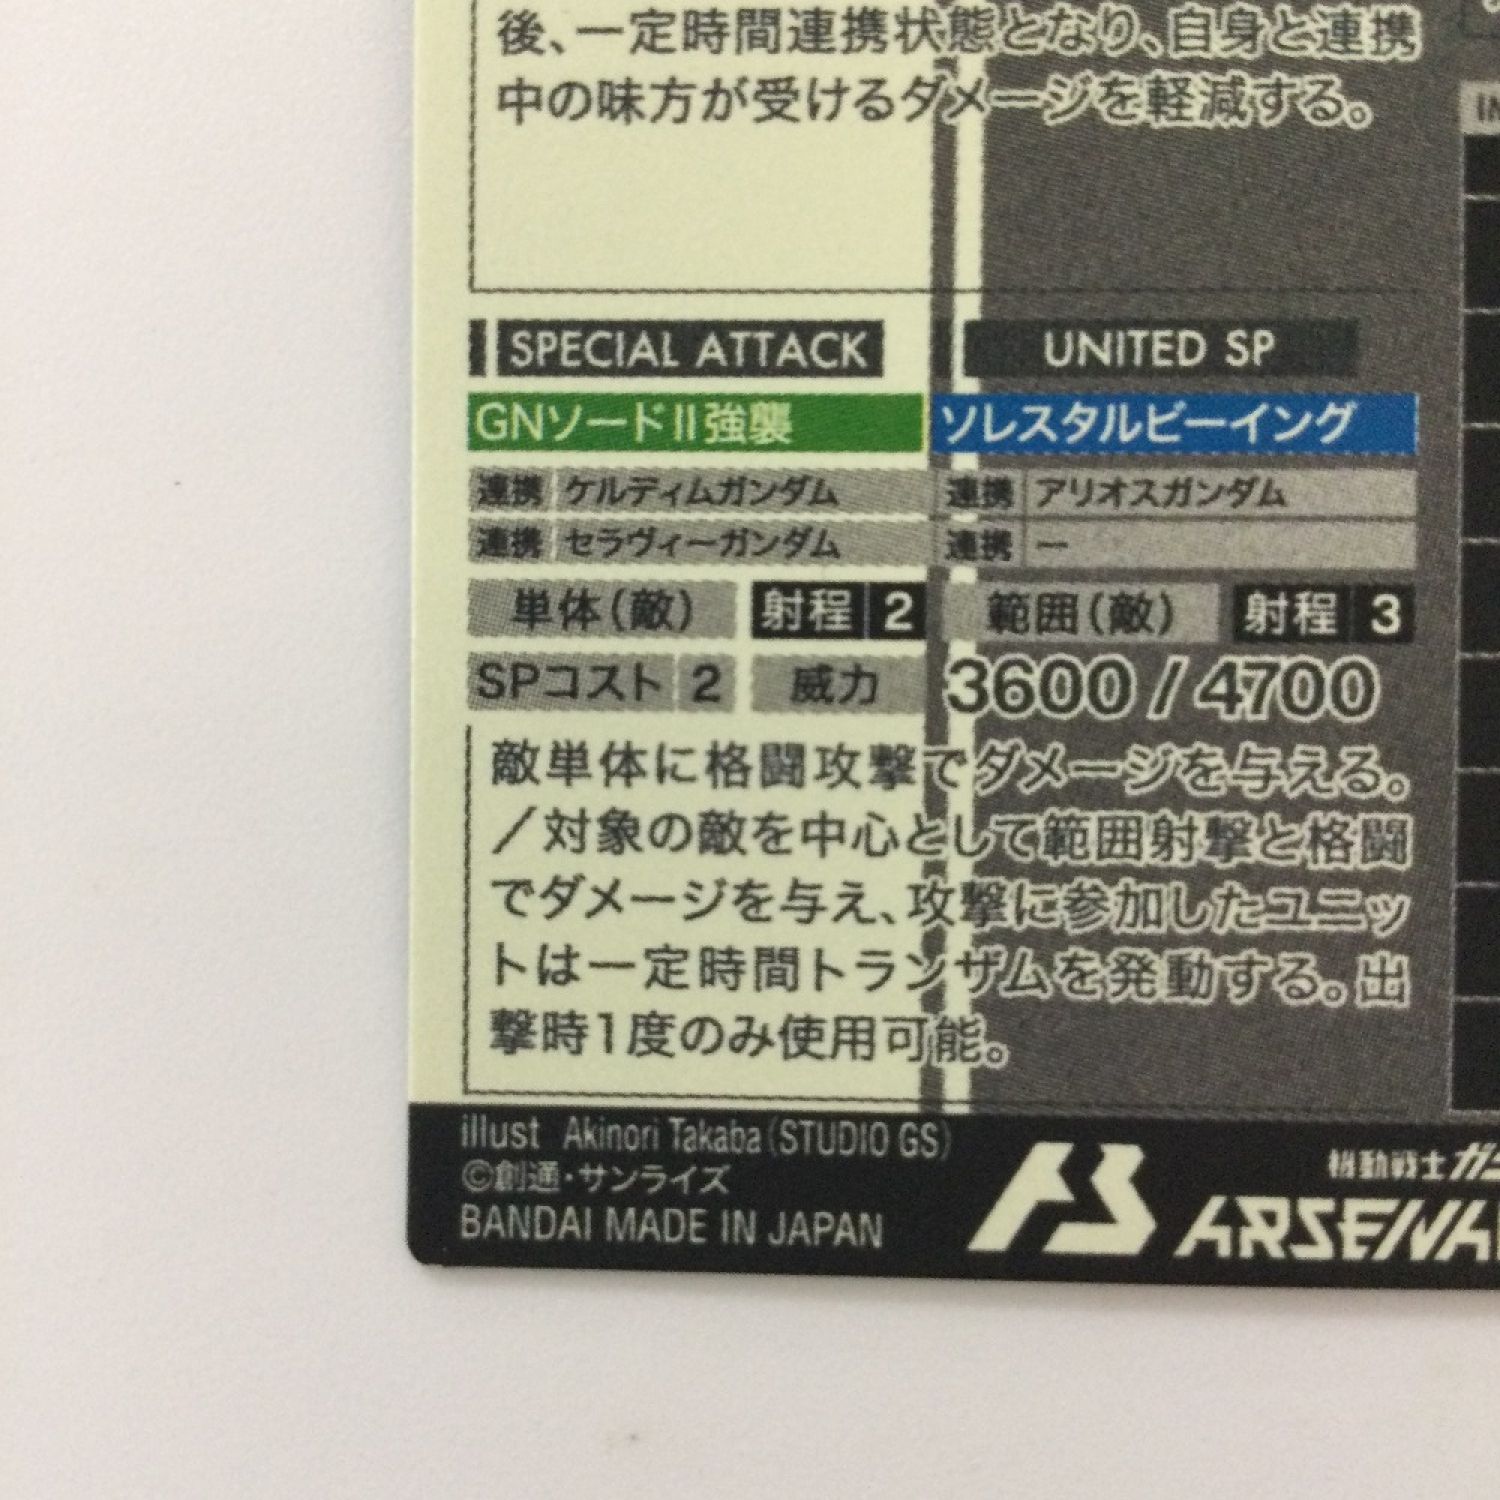 後、一定時間連携状態となり、自身と連携
中の味方が受けるダメージを軽減する。
SPECIAL ATTACK
UNITED SP
GNソードⅡ強襲
ソレスタルビーイング
連携 ケルディムガンダム
連携 アリオスガンダム
連携 セラヴィーガンダム
連携 ー
単体(敵) 射程 2
範囲(敵) 射程 3
SPコスト 2 威力 3600 / 4700
敵単体に格闘攻撃でダメージを与える。
／対象の敵を中心として範囲射撃と格闘
でダメージを与え、攻撃に参加したユニッ
トは一定時間トランザムを発動する。出
撃時1度のみ使用可能。
illust Akinori Takaba(STUDIO GS)
©創通・サンライズ
BANDAI MADE IN JAPAN
機動戦士ガン
ARSENAL